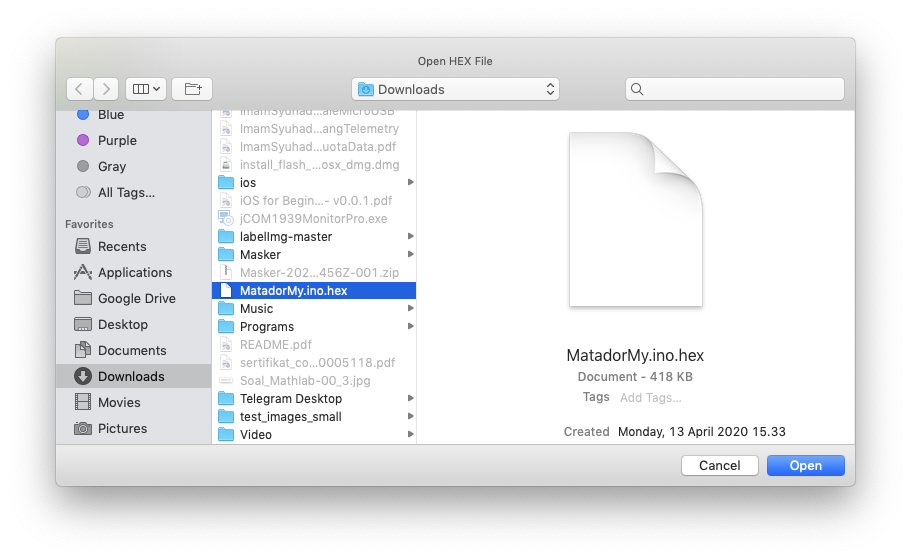 Open HEX File
Downloads
Blue
Purple
Gray
All Tags...
Favorites
Recents
Applications
Google Drive
Desktop
Documents
Downloads
Movies
Pictures
ImamSyuhad...aleMicroUSB
ImamSyuhad...angTelemetry
ImamSyuhad...uotaData.pdf
install_flash_...osx_dmg.dmg
ios
iOS for Begin...- v0.0.1.pdf
jCOM1939MonitorPro.exe
labelImg-master
Masker
Masker-202...456Z-001.zip
MatadorMy.ino.hex
Music
Programs
README.pdf
sertifikat_co...0005118.pdf
Soal_Mathlab-00_3.jpg
Telegram Desktop
test_images_small
Video
MatadorMy.ino.hex
Document - 418 KB
Tags Add Tags...
Created Monday, 13 April 2020 15.33
Cancel
Open